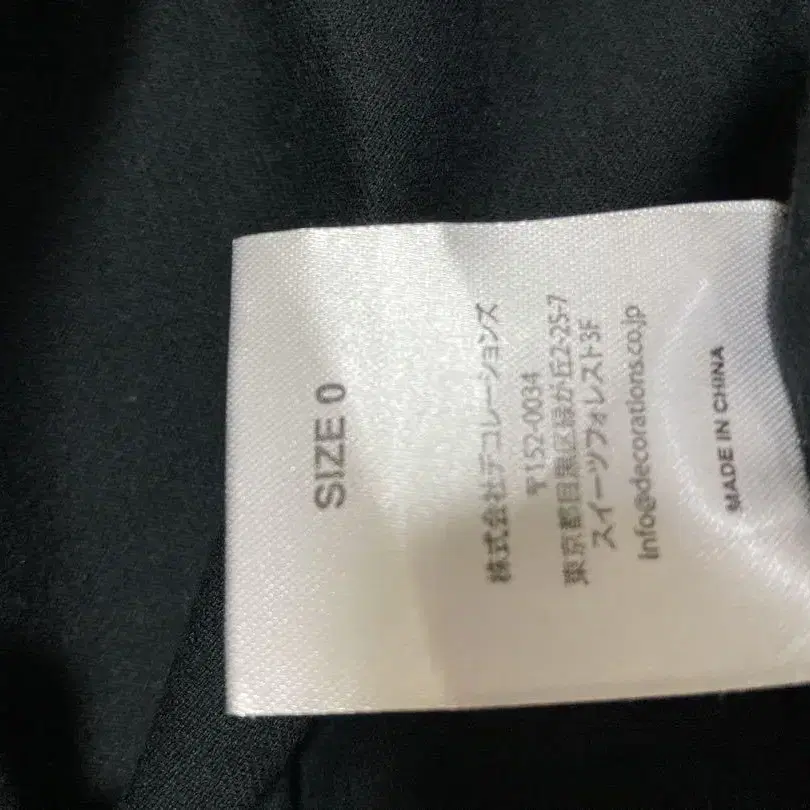 SIZE 0
株式会社デコレーションズ
〒152-0034
東京都目黒区緑が丘2-25-7
スイーツフォレスト3F
info@decorations.co.jp
MADE IN CHINA